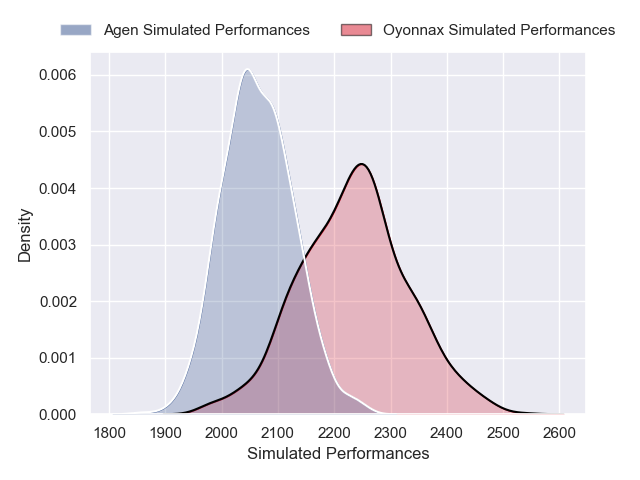 Agen Simulated Performances Oyonnax Simulated Performances
0.006
0.005
0.004
0.003
0.002
0.001
0.000
Density
1800 1900 2000 2100 2200 2300 2400 2500 2600
Simulated Performances